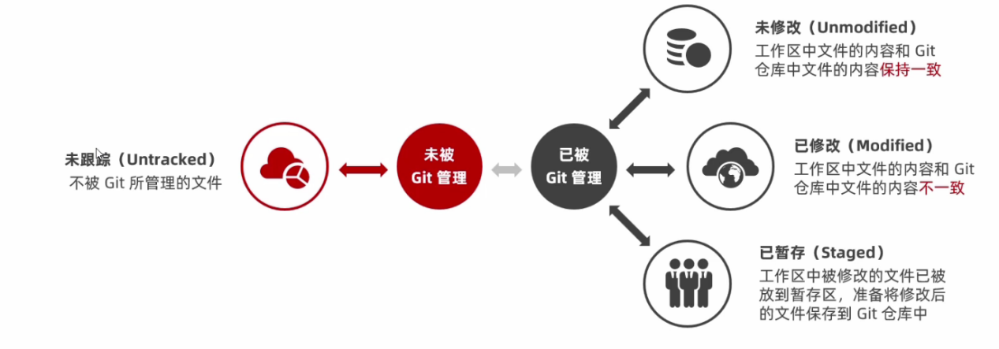 未跟踪（Untracked）
不被 Git 所管理的文件
未被
Git 管理
已被
Git 管理
未修改（Unmodified）
工作区中文件的内容和 Git
仓库中文件的内容保持一致
已修改（Modified）
工作区中文件的内容和 Git
仓库中文件的内容不一致
已暂存（Staged）
工作区中被修改的文件已被
放到暂存区，准备将修改后
的文件保存到 Git 仓库中